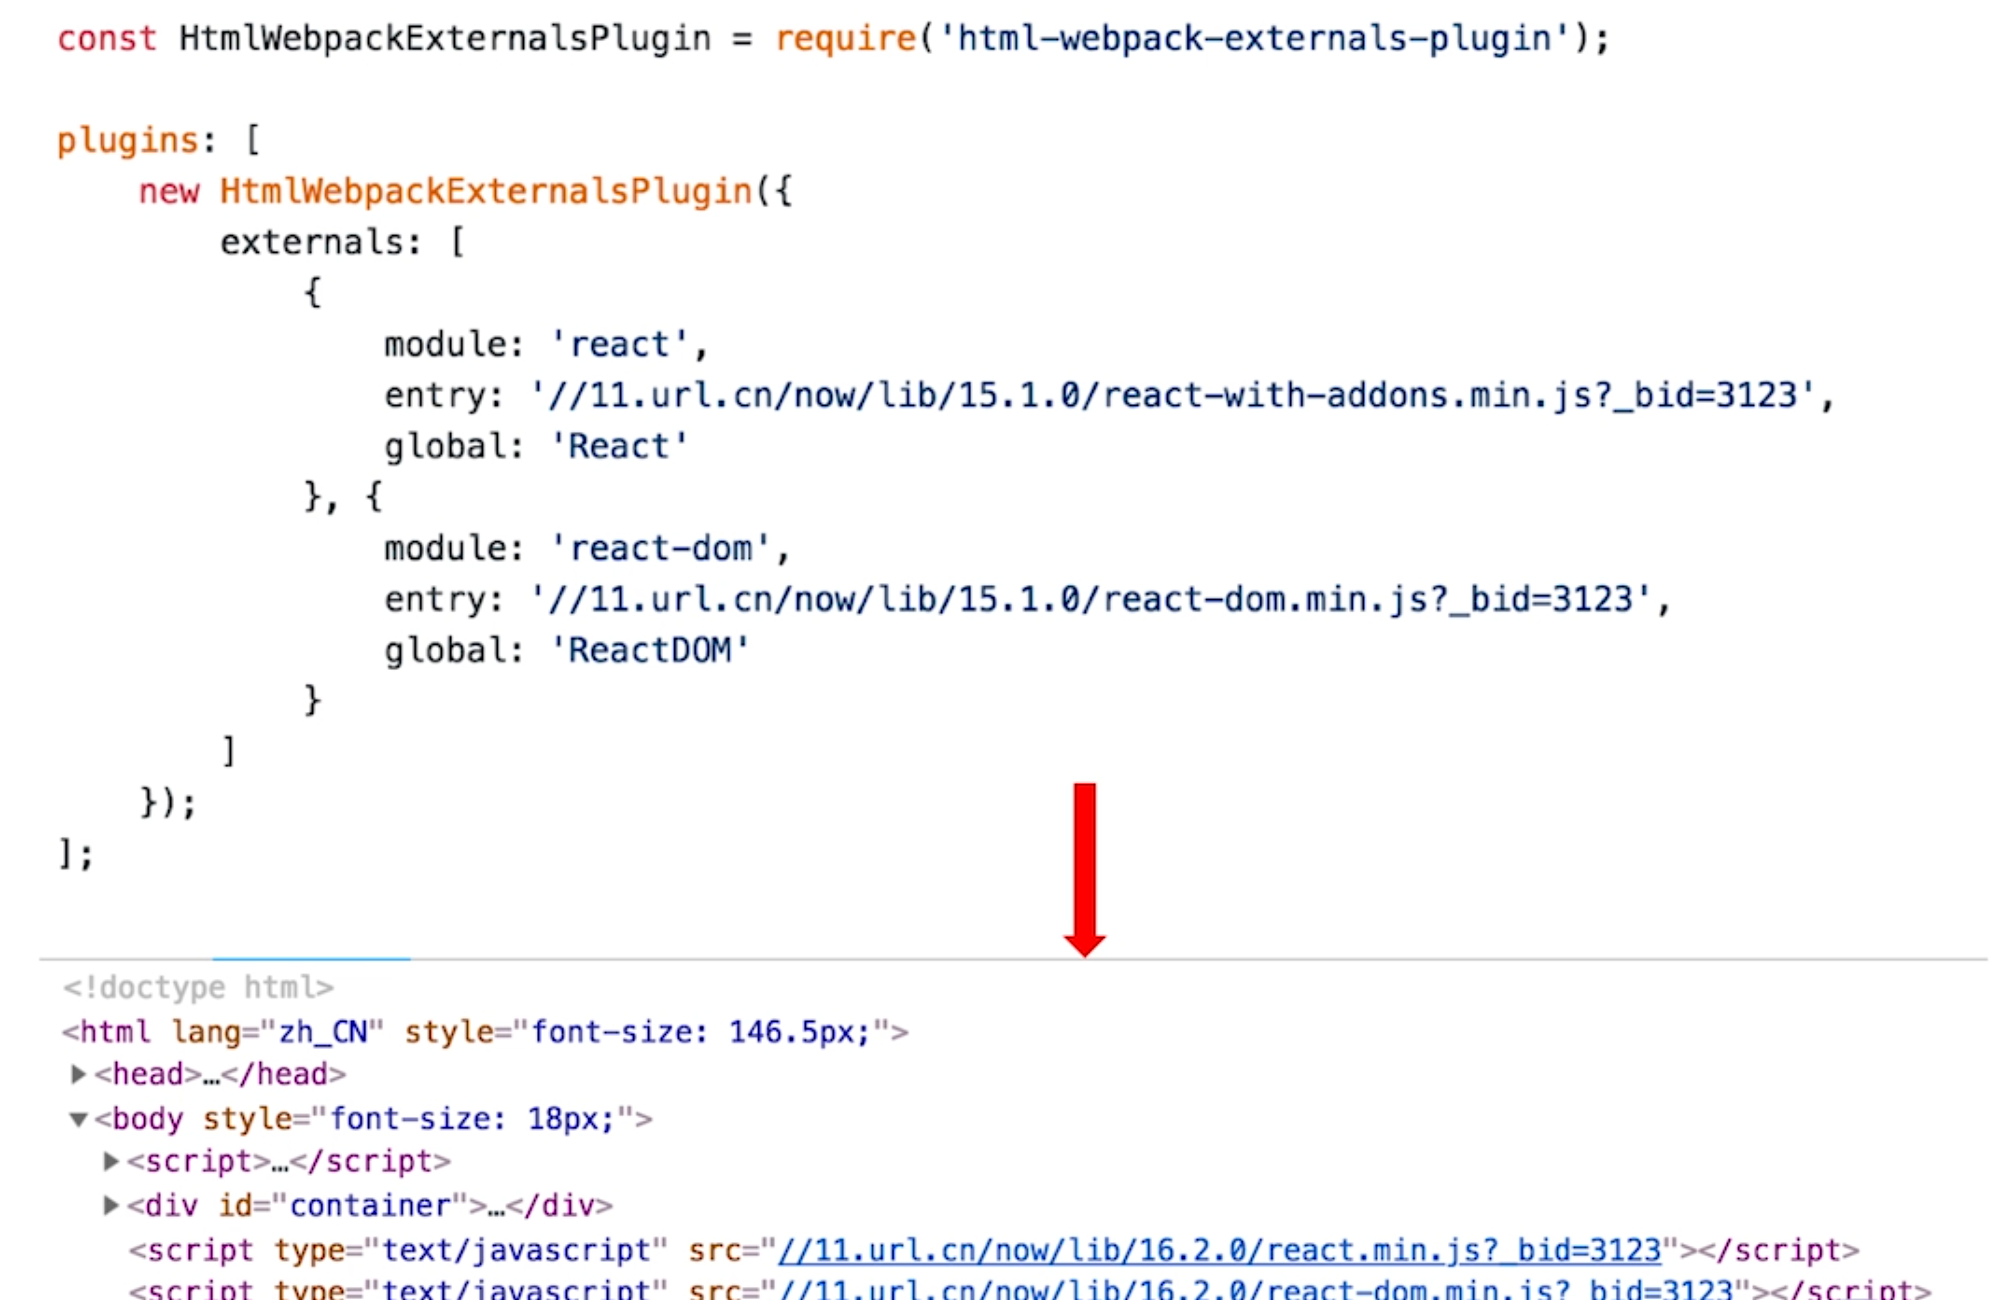 const HtmlWebpackExternalsPlugin = require('html-webpack-externals-plugin');
plugins: [
new HtmlWebpackExternalsPlugin({
externals: [
{
module: 'react',
entry: '//11.url.cn/now/lib/15.1.0/react-with-addons.min.js?_bid=3123',
global: 'React'
}, {
module: 'react-dom',
entry: '//11.url.cn/now/lib/15.1.0/react-dom.min.js?_bid=3123',
global: 'ReactDOM'
}
]
});
];
<!doctype html>
<html lang="zh_CN" style="font-size: 146.5px;">
<head>…</head>
<body style="font-size: 18px;">
<script>…</script>
<div id="container">…</div>
<script type="text/javascript" src="//11.url.cn/now/lib/16.2.0/react.min.js?_bid=3123"></script>
<script type="text/javascript" src="//11.url.cn/now/lib/16.2.0/react-dom.min.js?_bid=3123"></script>